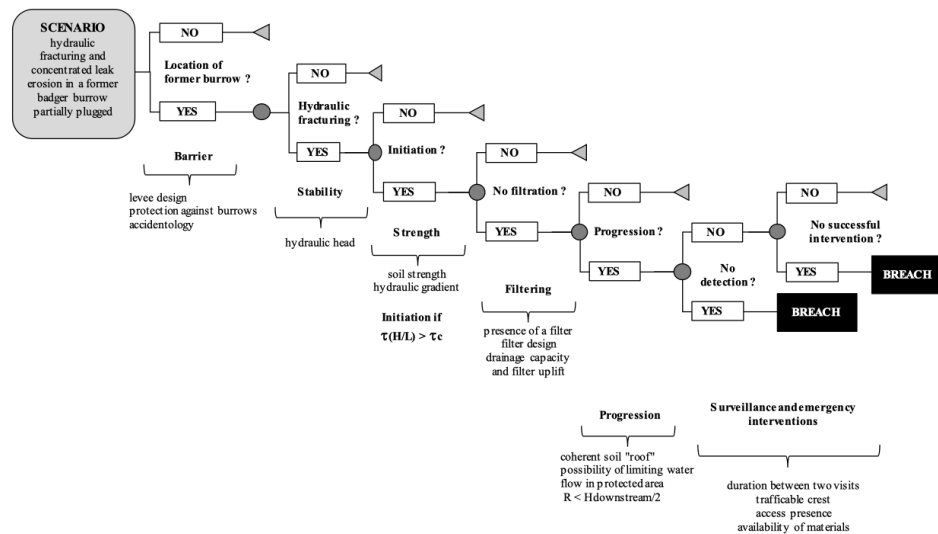 SCENARIO
hydraulic
fracturing and
concentrated leak
erosion in a former
badger burrow
partially plugged
NO
Location of
former burrow ?
YES
NO
Hydraulic
fracturing ?
YES
NO
Initiation ?
YES
NO
No filtration ?
YES
NO
Progression ?
YES
NO
No
detection ?
YES
BREACH
NO
No successful
intervention ?
YES
BREACH
Barrier
levee design
protection against burrows
accidentology
Stability
hydraulic head
Strength
soil strength
hydraulic gradient
Initiation if
τ(H/L) > τc
Filtering
presence of a filter
filter design
drainage capacity
and filter uplift
Progression
coherent soil "roof"
possibility of limiting water
flow in protected area
R < Hdownstream/2
Surveillance and emergency
interventions
duration between two visits
trafficable crest
access presence
availability of materials